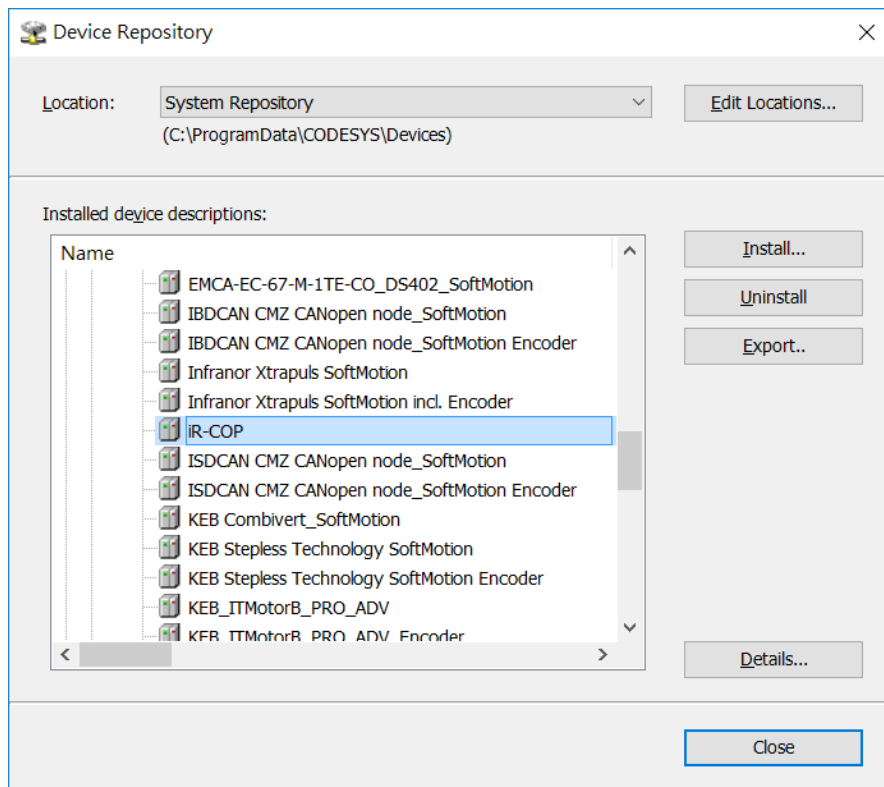 Device Repository
Location: System Repository Edit Locations...
(C:\ProgramData\CODESYS\Devices)
Installed device descriptions:
Name
Install...
EMCA-EC-67-M-1TE-CO_DS402_SoftMotion
IBDCAN CMZ CANopen node_SoftMotion
Uninstall
IBDCAN CMZ CANopen node_SoftMotion Encoder
Export..
Infranor Xtrapuls SoftMotion
Infranor Xtrapuls SoftMotion incl. Encoder
iR-COP
ISDCAN CMZ CANopen node_SoftMotion
ISDCAN CMZ CANopen node_SoftMotion Encoder
KEB Combivert_SoftMotion
KEB Stepless Technology SoftMotion
KEB Stepless Technology SoftMotion Encoder
KEB_ITMotorB_PRO_ADV
KEB_ITMotorB_PRO_ADV_Encoder
Details...
Close